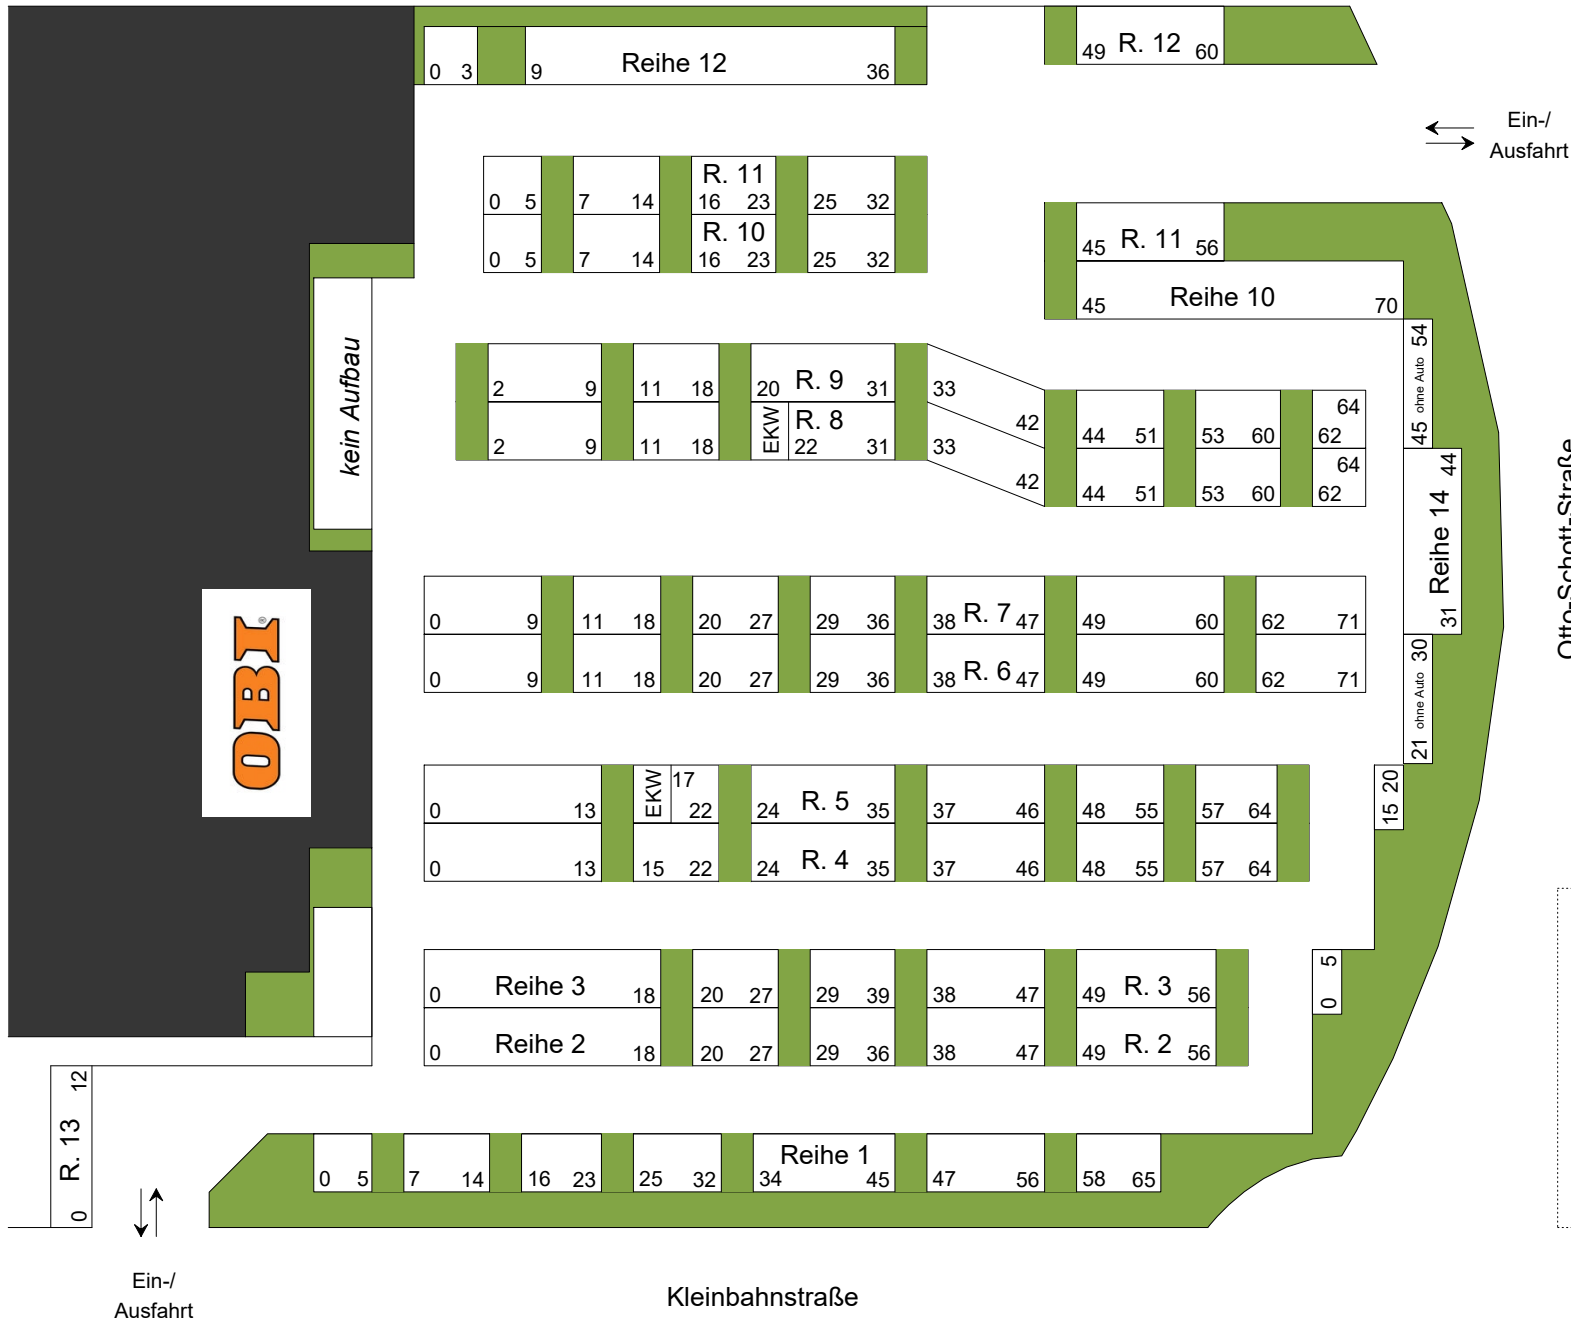 0 3 9 Reihe 12 36
49 R. 12 60
Ein-/
Ausfahrt
R. 11
0 5 7 14 16 23 25 32
R. 10
0 5 7 14 16 23 25 32
45 R. 11 56
45 Reihe 10 70
kein Aufbau
2 9 11 18 20 R. 9 31 33 42
44 51 53 60 62 64
EKW R. 8
2 9 11 18 22 31 33 42
44 51 53 60 62 64
45 ohne Auto 54
31 Reihe 14 44
21 ohne Auto 30
15 20
0 5
Otto-Schott-Straße
OBI®
0 9 11 18 20 27 29 36 38 R. 7 47 49 60 62 71
0 9 11 18 20 27 29 36 38 R. 6 47 49 60 62 71
0 13 EKW 17 22 24 R. 5 35 37 46 48 55 57 64
0 13 15 22 24 R. 4 35 37 46 48 55 57 64
0 Reihe 3 18 20 27 29 39 38 47 49 R. 3 56
0 Reihe 2 18 20 27 29 36 38 47 49 R. 2 56
0 R. 13 12
Reihe 1
0 5 7 14 16 23 25 32 34 45 47 56 58 65
Ein-/
Ausfahrt
Kleinbahnstraße